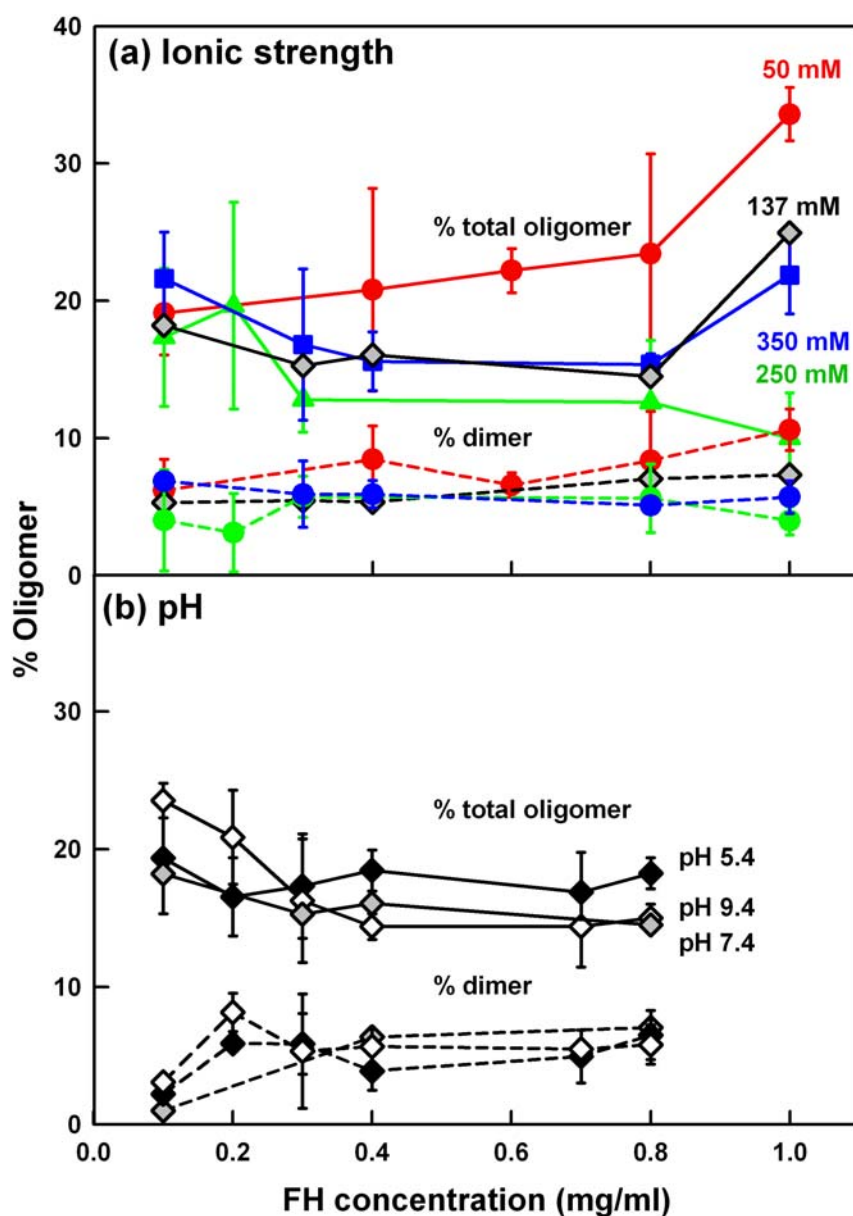 40
(a) Ionic strength
50 mM
30
% total oligomer
137 mM
20
350 mM
250 mM
10
% dimer
0
% Oligomer
(b) pH
30
% total oligomer
20
pH 5.4
pH 9.4
pH 7.4
10
% dimer
0
0.0 0.2 0.4 0.6 0.8 1.0
FH concentration (mg/ml)